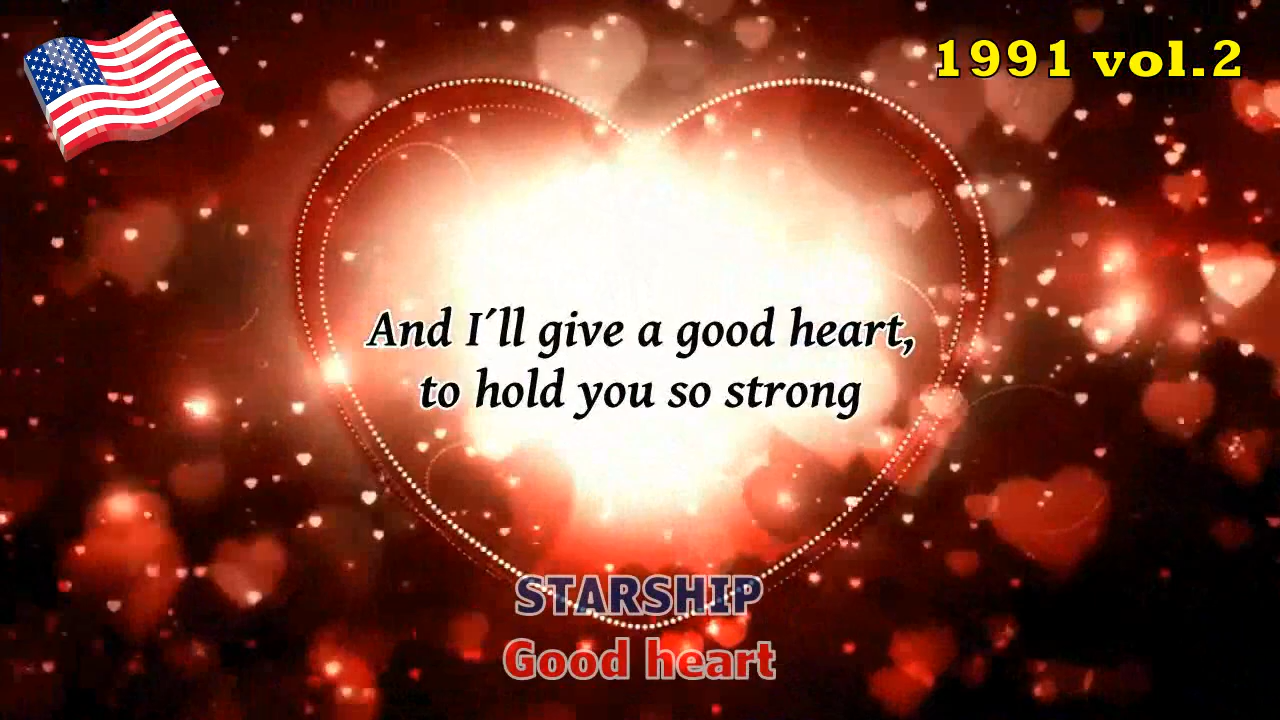 1991 vol.2
And I´ll give a good heart,
to hold you so strong
STARSHIP
Good heart